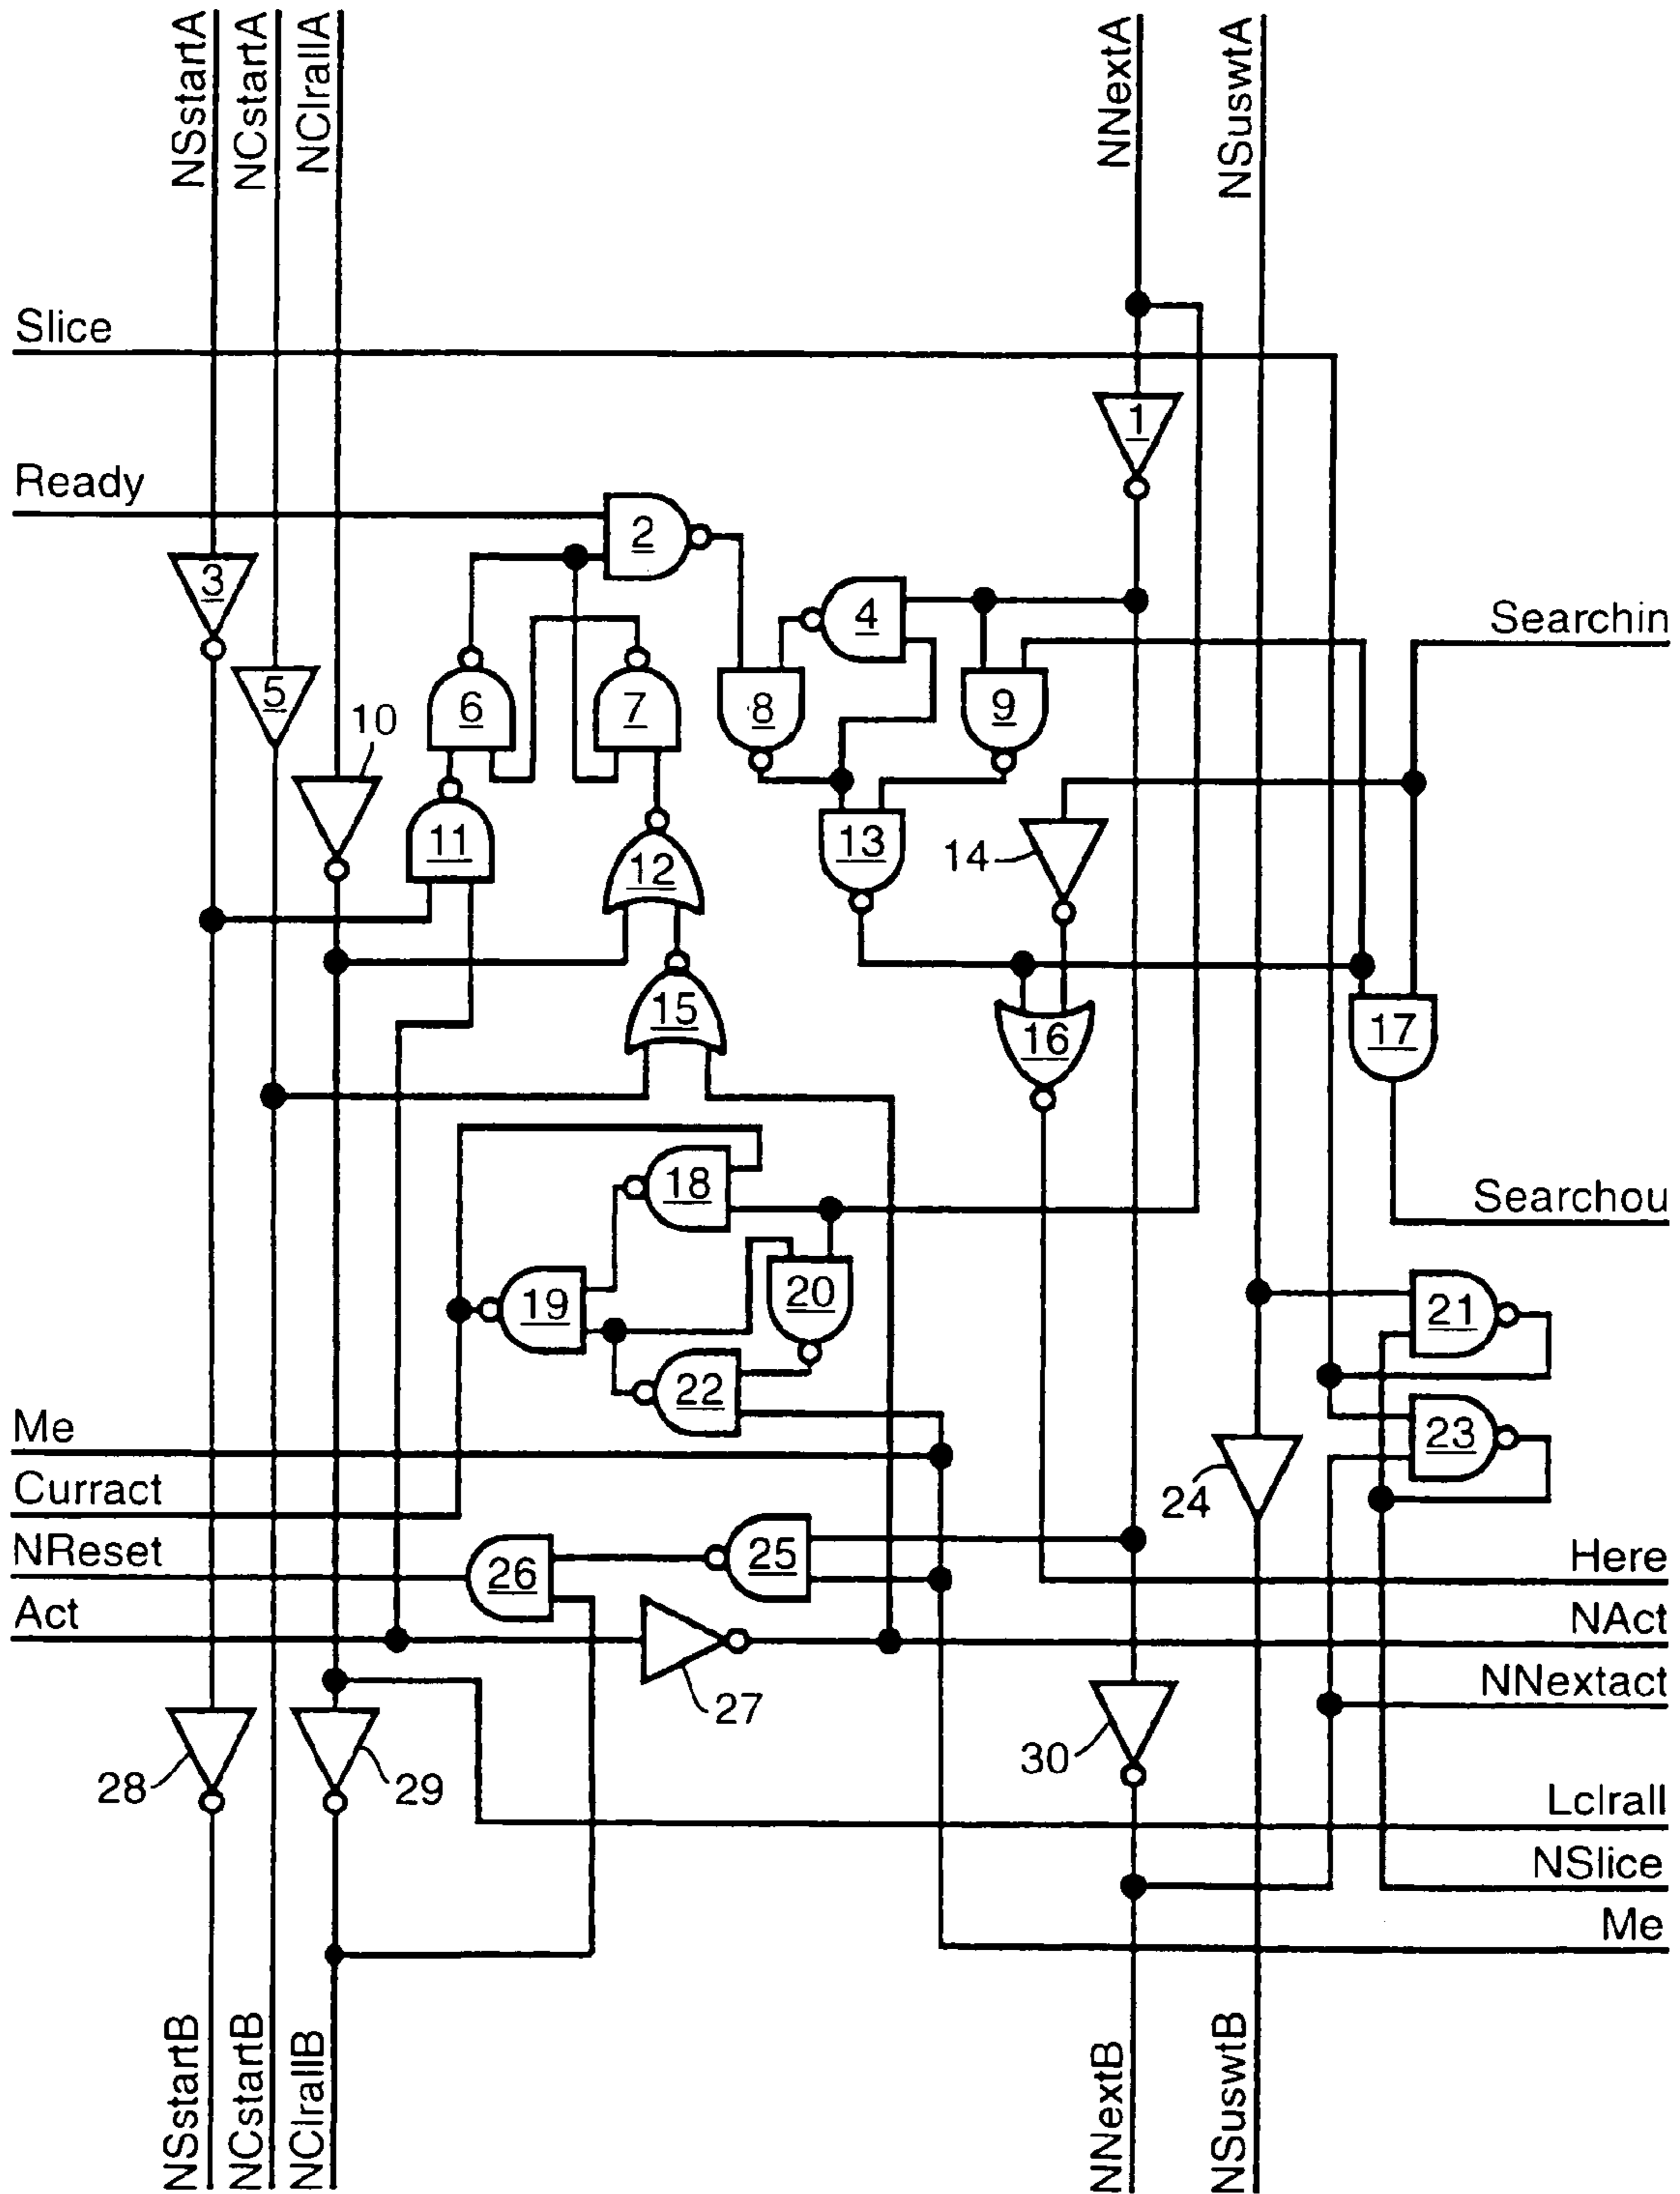 NSstartA
NCstartA
NClrallA
NNextA
NSuswtA
Slice
1
Ready
2
3
4
Searchin
5
6
7
8
9
10
11
12
13
14
15
16
17
18
Searchou
19
20
21
22
23
Me
24
Curract
NReset
25
26
Here
Act
NAct
27
NNextact
28
29
30
Lclrall
NSlice
Me
NSstartB
NCstartB
NClrallB
NNextB
NSuswtB